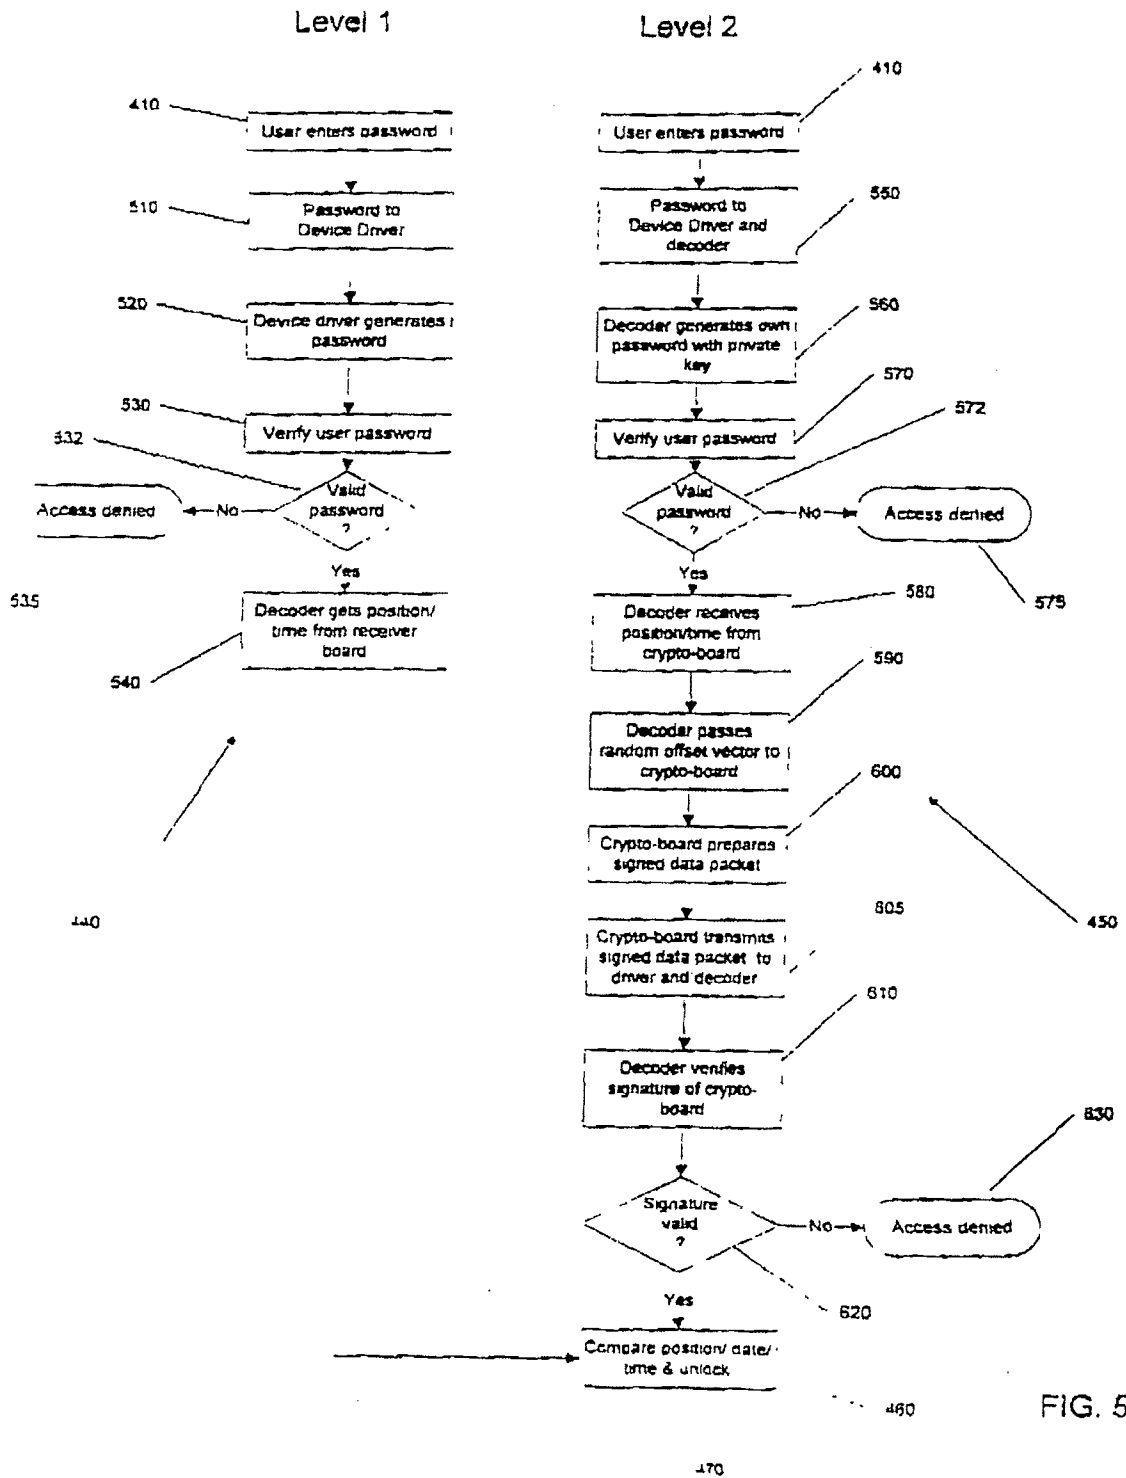 Level 1
410
User enters password
510
Password to
Device Driver
520
Device driver generates
password
530
Verify user password
532
Valid
password
?
No
Access denied
Yes
535
Decoder gets position/
time from receiver
board
540
440
Level 2
410
User enters password
550
Password to
Device Driver and
decoder
560
Decoder generates own
password with private
key
570
Verify user password
572
Valid
password
?
No
Access denied
575
Yes
580
Decoder receives
position/time from
crypto-board
590
Decoder passes
random offset vector to
crypto-board
600
Crypto-board prepares
signed data packet
450
605
Crypto-board transmits
signed data packet to
driver and decoder
610
Decoder verifies
signature of crypto-
board
630
Signature
valid
?
No
Access denied
620
Yes
Compare position/ date/
time & unlock
460
470
FIG. 5